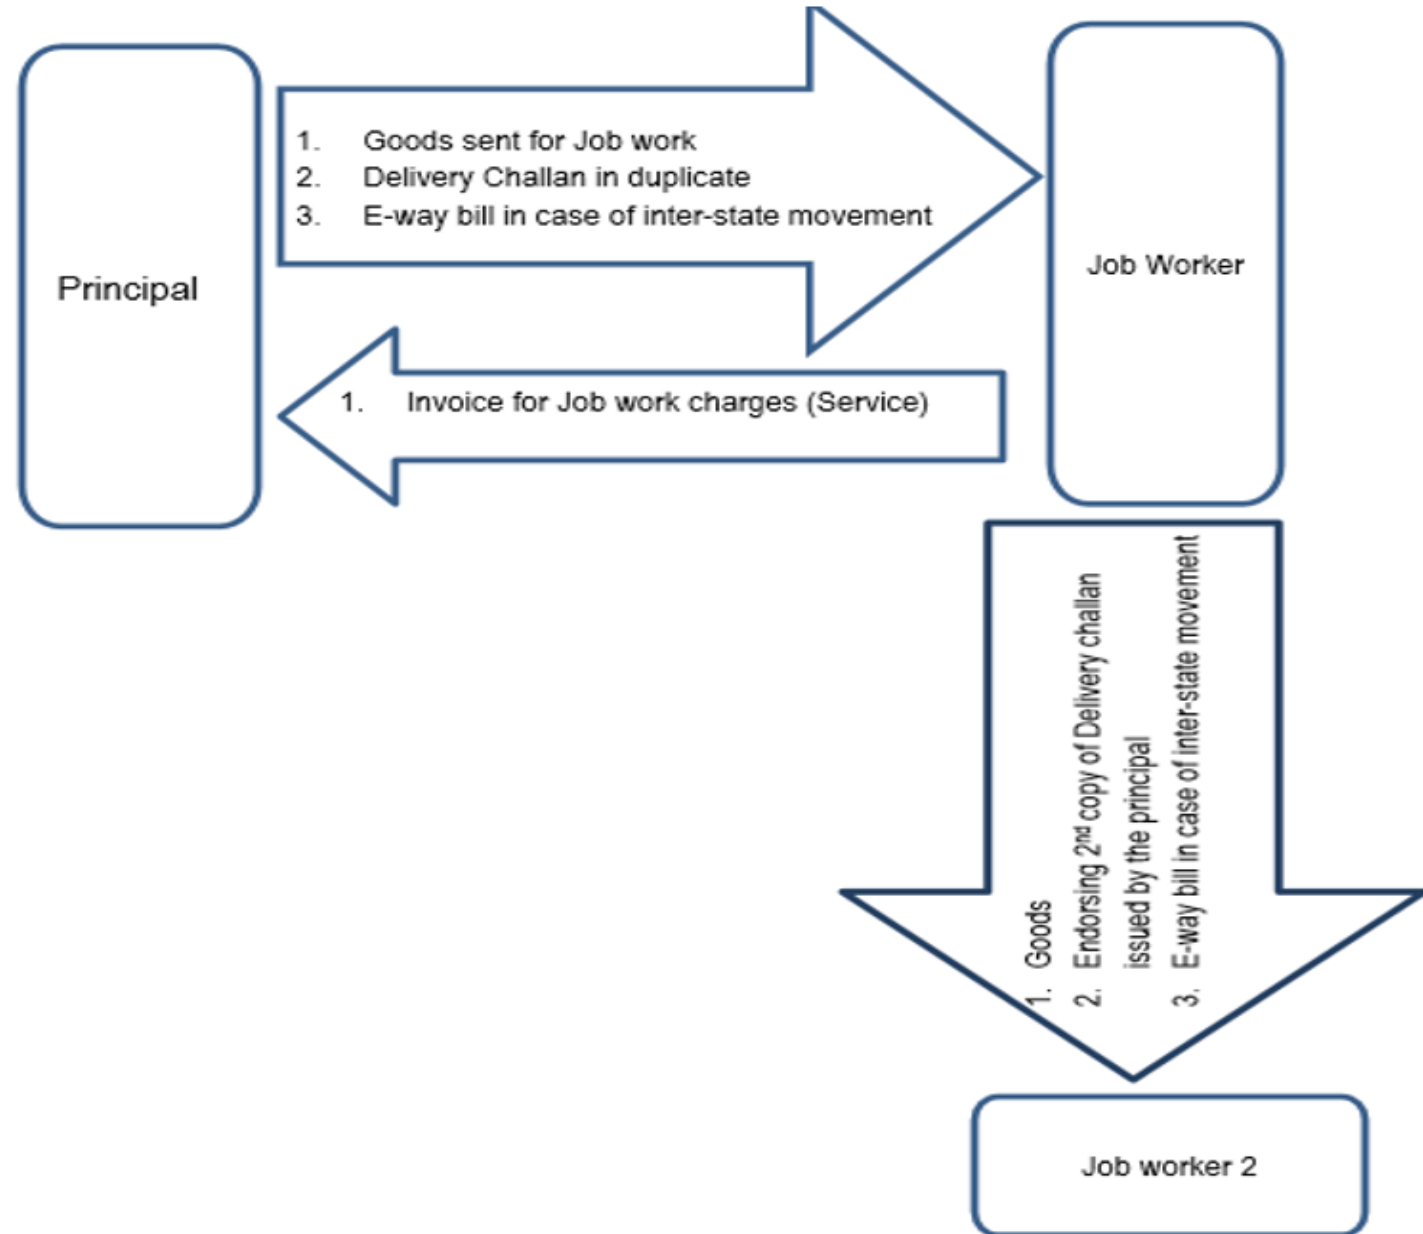 Principal
1. Goods sent for Job work
2. Delivery Challan in duplicate
3. E-way bill in case of inter-state movement
Job Worker
1. Invoice for Job work charges (Service)
1. Goods
2. Endorsing 2nd copy of Delivery challan
issued by the principal
3. E-way bill in case of inter-state movement
Job worker 2